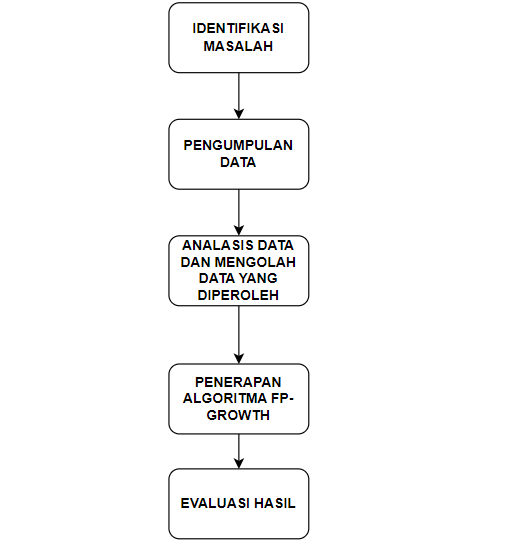 IDENTIFIKASI
MASALAH
PENGUMPULAN
DATA
ANALASIS DATA
DAN MENGOLAH
DATA YANG
DIPEROLEH
PENERAPAN
ALGORITMA FP-
GROWTH
EVALUASI HASIL